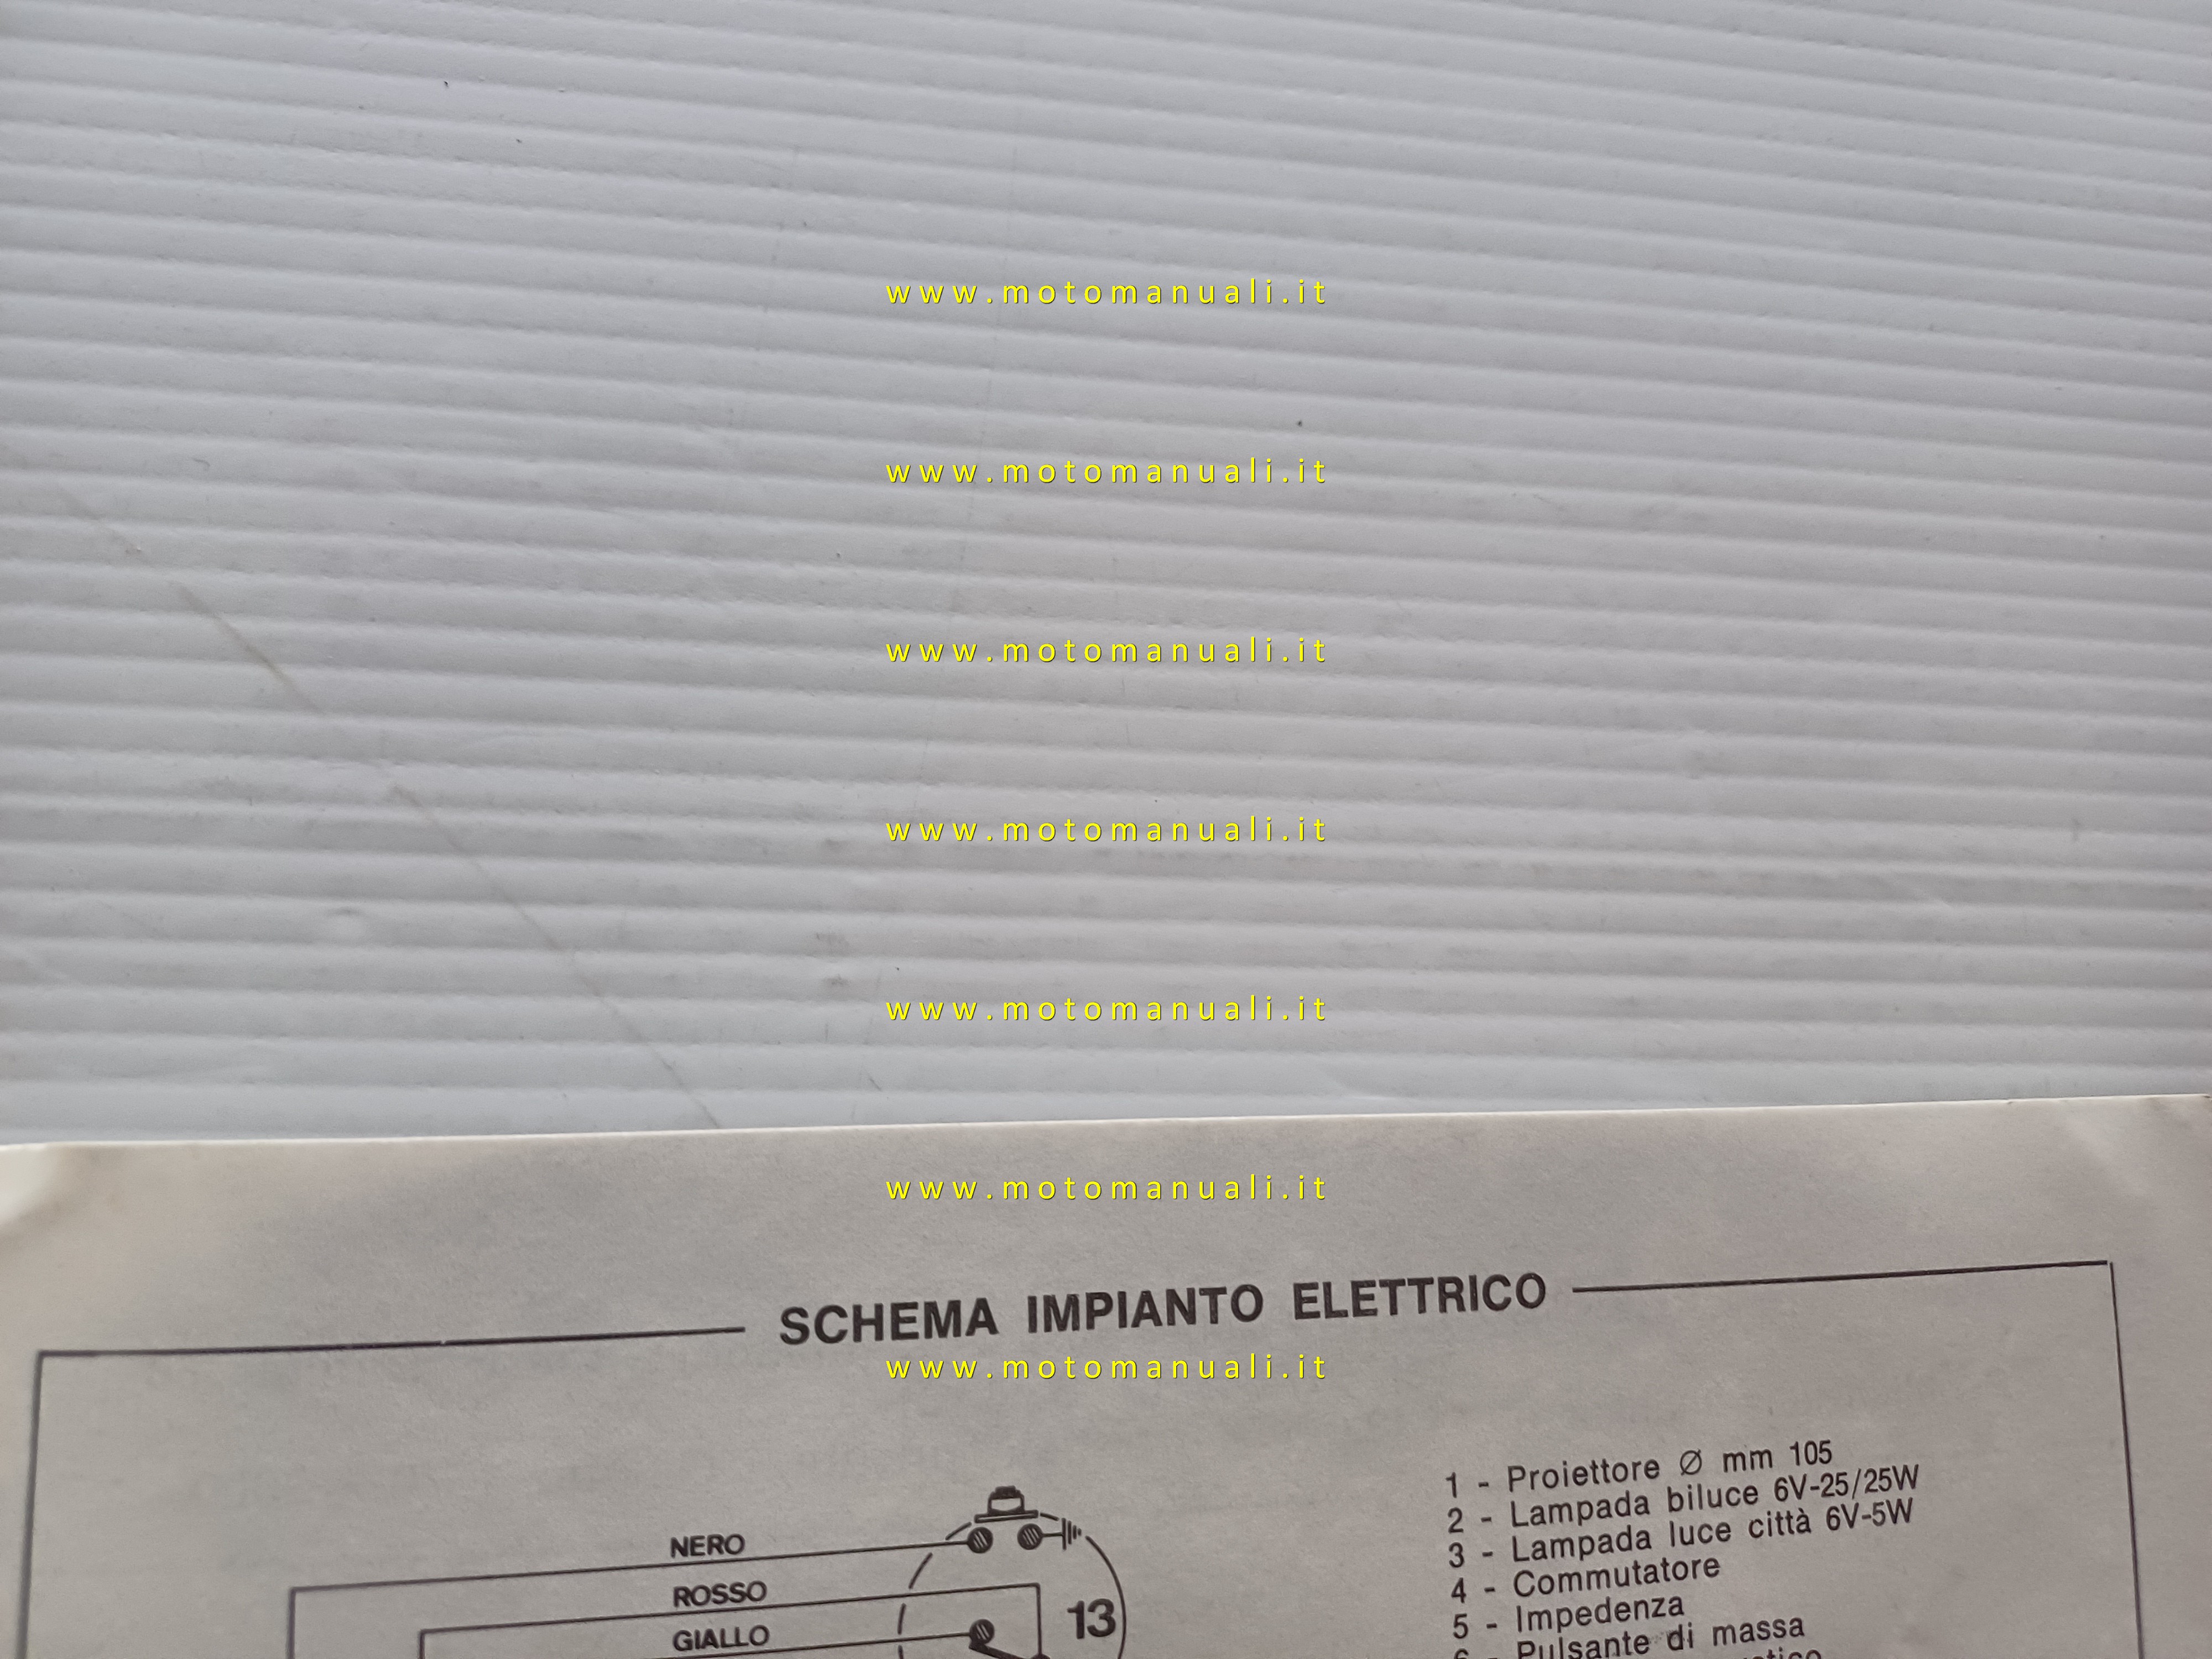 www.motomanuali.it
www.motomanuali.it
www.motomanuali.it
www.motomanuali.it
www.motomanuali.it
www.motomanuali.it
SCHEMA IMPIANTO ELETTRICO
www.motomanuali.it
1 - Proiettore Ø mm 105
2 - Lampada biluce 6V-25/25W
3 - Lampada luce città 6V-5W
4 - Commutatore
5 - Impedenza
6 - Pulsante di massa
NERO
ROSSO
GIALLO
13